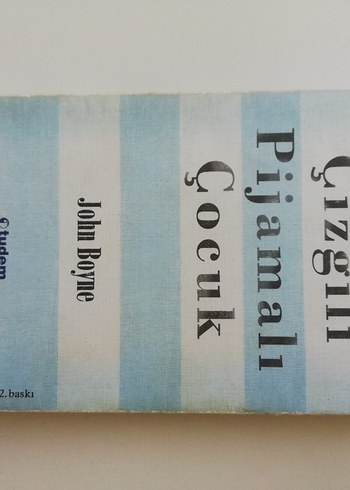 Çizgili
Pijamalı
Çocuk
John Boyne
tudem
2.baskı